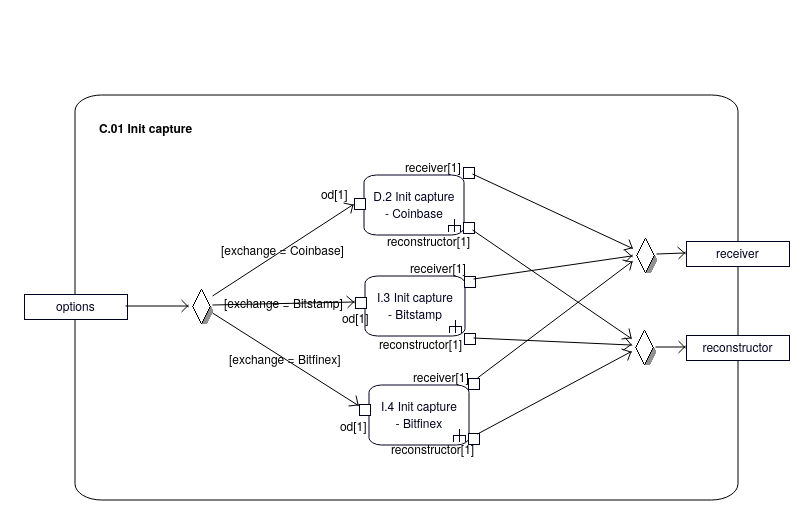 C.01 Init capture
receiver[1]
od[1]
D.2 Init capture
- Coinbase
reconstructor[1]
[exchange = Coinbase]
receiver
receiver[1]
options
[exchange = Bitstamp]
I.3 Init capture
- Bitstamp
od[1]
reconstructor[1]
reconstructor
[exchange = Bitfinex]
receiver[1]
I.4 Init capture
- Bitfinex
od[1]
reconstructor[1]